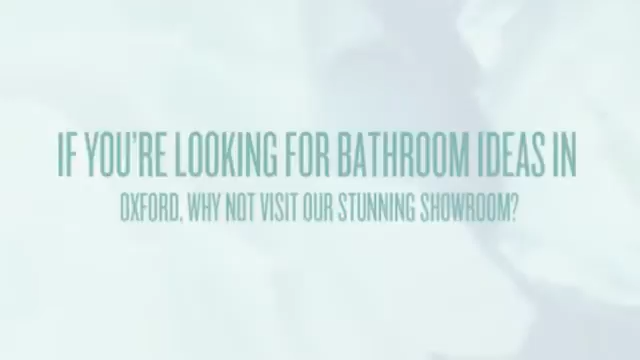 IF YOU'RE LOOKING FOR BATHROOM IDEAS IN
OXFORD, WHY NOT VISIT OUR STUNNING SHOWROOM?